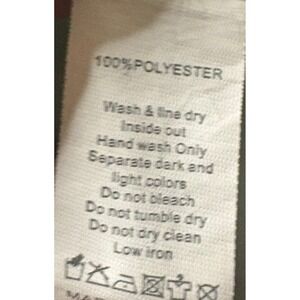 100%POLYESTER
Wash & line dry
Inside out
Hand wash Only
Separate dark and
light colors
Do not bleach
Do not tumble dry
Do not dry clean
Low iron